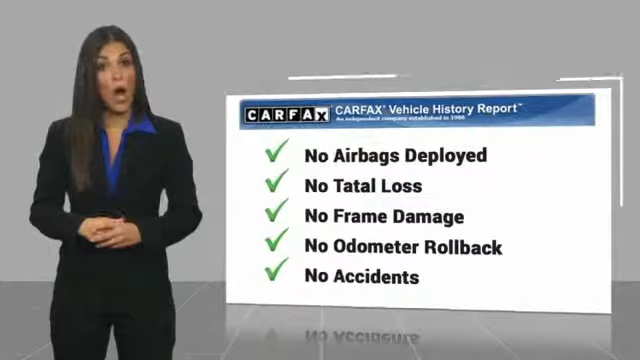 CARFAX CARFAX® Vehicle History Report™
An independent company established in 1986
No Airbags Deployed
No Tatal Loss
No Frame Damage
No Odometer Rollback
No Accidents